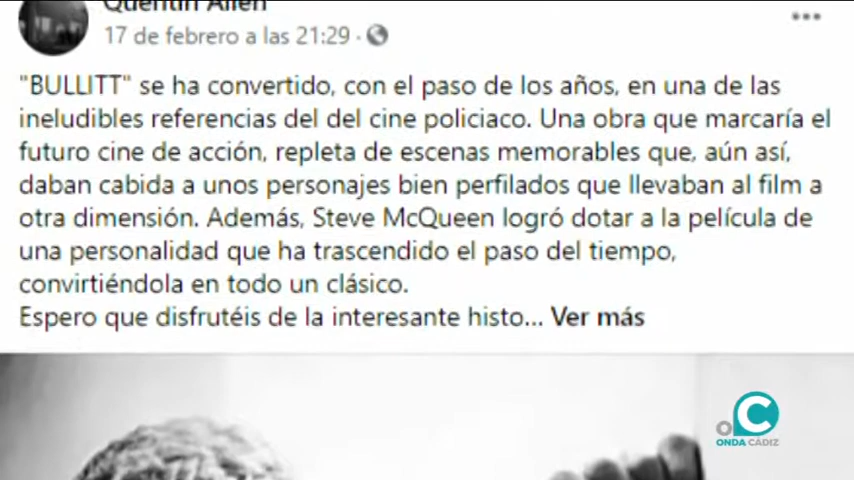 Quentin Allen
17 de febrero a las 21:29 ·
"BULLITT" se ha convertido, con el paso de los años, en una de las
ineludibles referencias del del cine policiaco. Una obra que marcaría el
futuro cine de acción, repleta de escenas memorables que, aún así,
daban cabida a unos personajes bien perfilados que llevaban al film a
otra dimensión. Además, Steve McQueen logró dotar a la película de
una personalidad que ha trascendido el paso del tiempo,
convirtiéndola en todo un clásico.
Espero que disfrutéis de la interesante histo... Ver más
OC
ONDA CÁDIZ